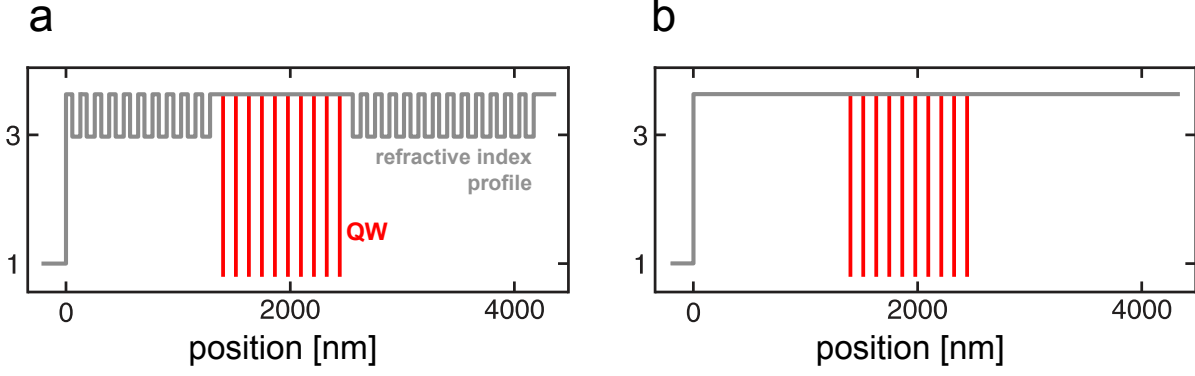 a
b
3
1
refractive index
profile
QW
0
2000
4000
position [nm]
3
1
0
2000
4000
position [nm]